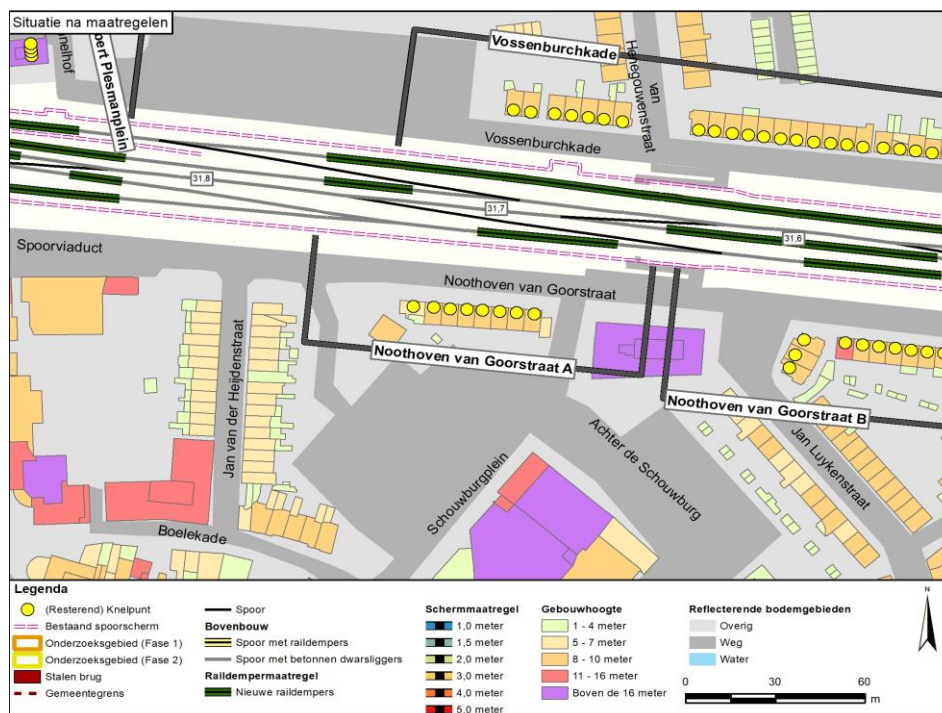 Situatie na maatregelen
nelhof
bert Plesmanplein
Vossenburchkade
van
Henegouwenstraat
Vossenburchkade
31,8
31,7
31,6
Spoorviaduct
Noothoven van Goorstraat
Noothoven van Goorstraat A
Noothoven van Goorstraat B
Jan van der Heijdenstraat
Schouwburgplein
Achter de Schouwburg
Jan Luykenstraat
Boelekade
Legenda
(Resterend) Knelpunt
Bestaand spoorscherm
Onderzoeksgebied (Fase 1)
Onderzoeksgebied (Fase 2)
Stalen brug
Gemeentegrens
Spoor
Bovenbouw
Spoor met raildempers
Spoor met betonnen dwarsliggers
Raildempermaatregel
Nieuwe raildempers
Schermmaatregel
1,0 meter
1,5 meter
2,0 meter
3,0 meter
4,0 meter
5,0 meter
Gebouwhoogte
1 - 4 meter
5 - 7 meter
8 - 10 meter
11 - 16 meter
Boven de 16 meter
Reflecterende bodemgebieden
Overig
Weg
Water
N
0 30 60
m